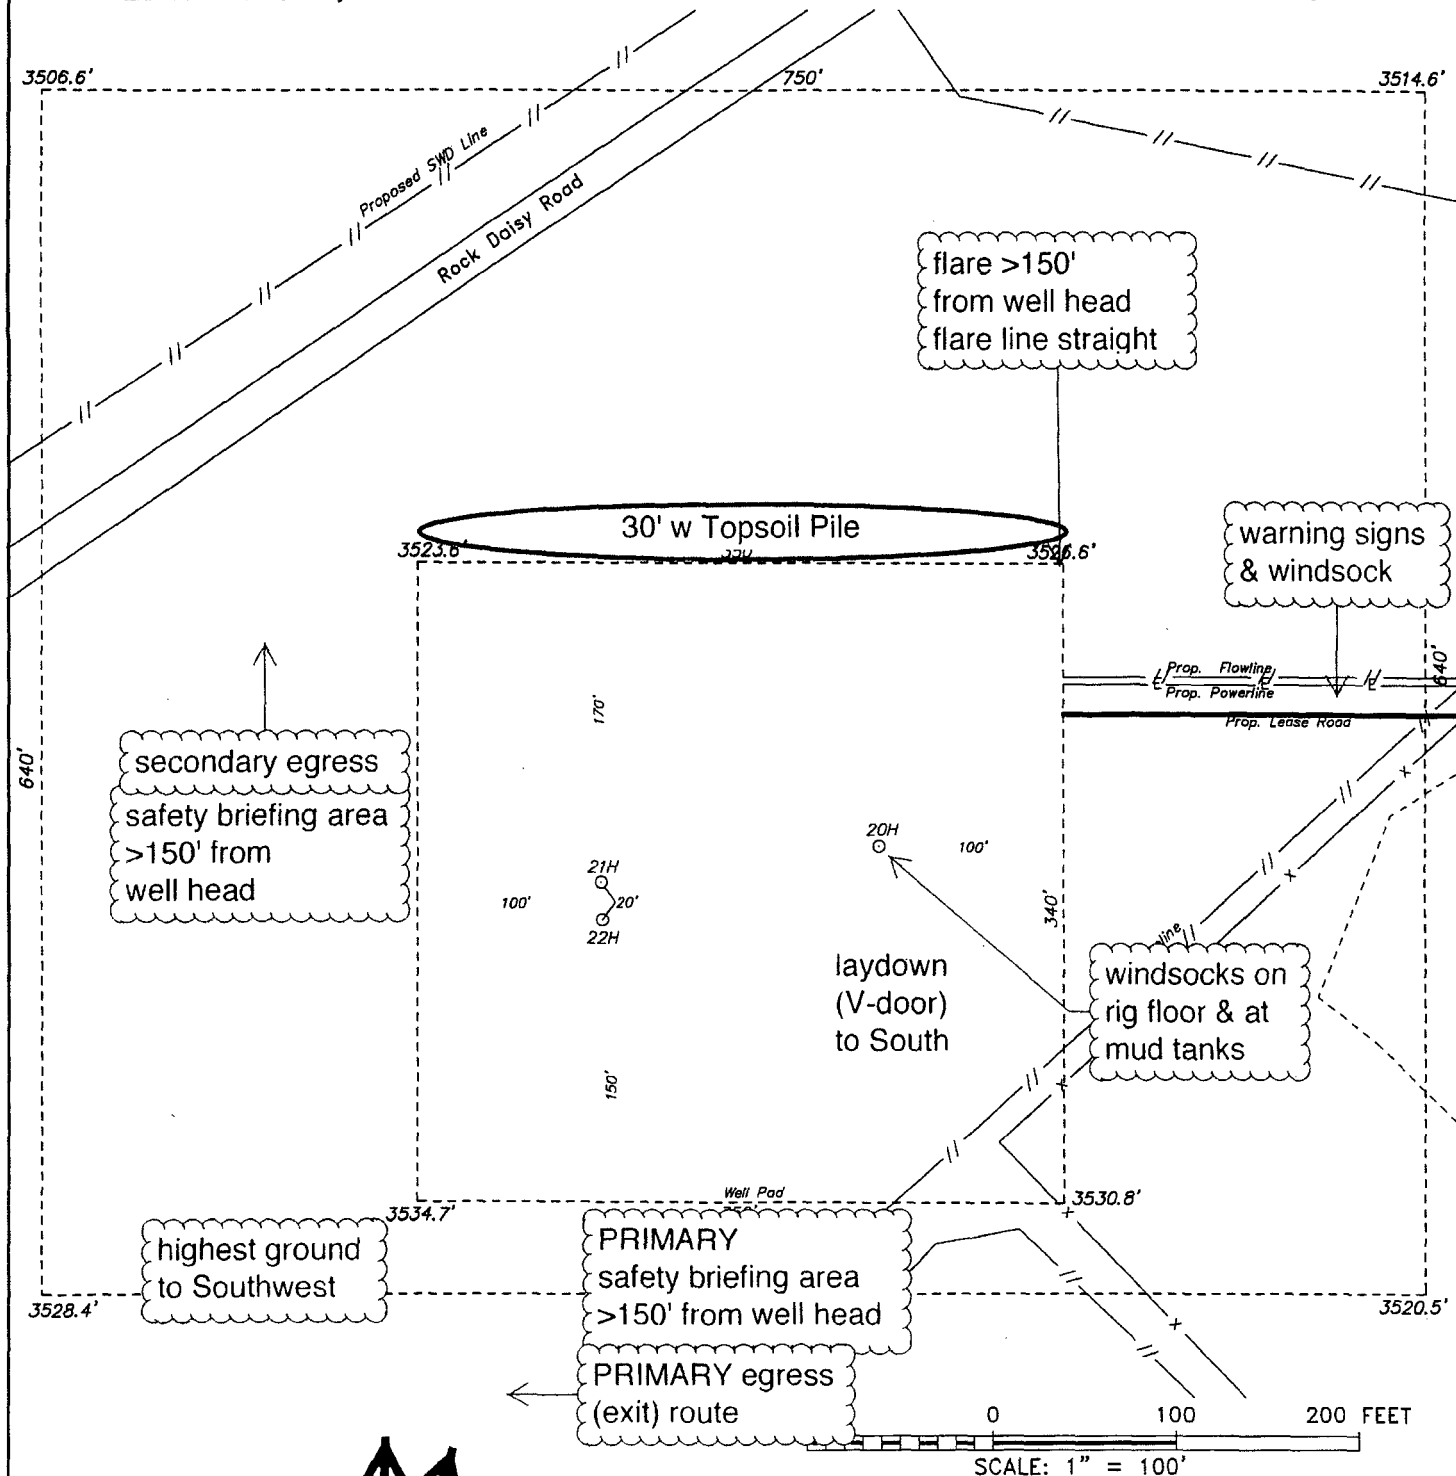 3506.6'
750'
3514.6'
Proposed SWD Line
Rock Daisy Road
flare >150'
from well head
flare line straight
30' w Topsoil Pile
3523.6'
3526.6'
warning signs
& windsock
Prop. Flowline
Prop. Powerline
Prop. Lease Road
640'
170'
secondary egress
safety briefing area
>150' from
well head
640'
20H
100'
21H
100'
20'
22H
340'
laydown
(V-door)
to South
windsocks on
rig floor & at
mud tanks
150'
Well Pad
3534.7'
3530.8'
highest ground
to Southwest
PRIMARY
safety briefing area
>150' from well head
3528.4'
3520.5'
PRIMARY egress
(exit) route
0 100 200 FEET
SCALE: 1" = 100'